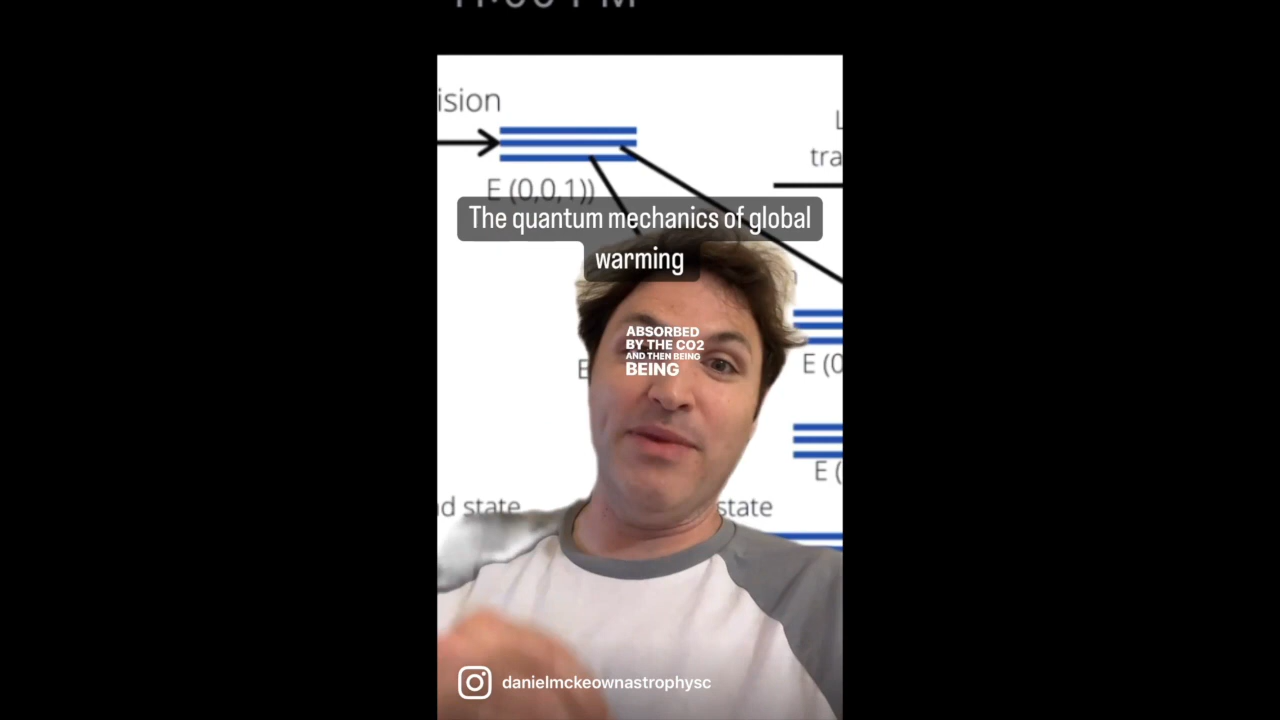 ision
E (0,0,1))
The quantum mechanics of global
warming
ABSORBED
BY THE CO2
AND THEN BEING
BEING
E (0
E (
state
state
danielmckeownastrophysc